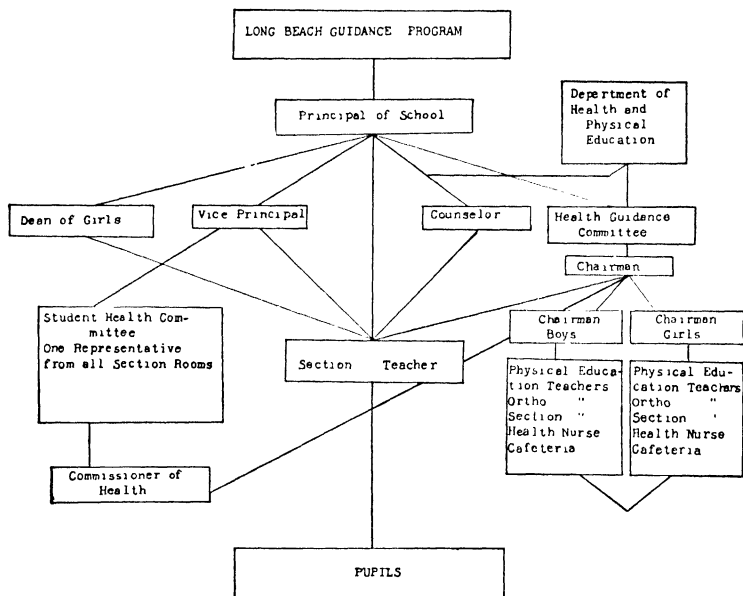 LONG BEACH GUIDANCE PROGRAM
Principal of School
Department of
Health and
Physical
Education
Dean of Girls
Vice Principal
Counselor
Health Guidance
Committee
Chairman
Student Health Com-
mittee
One Representative
from all Section Rooms
Section Teacher
Chairman
Boys
Chairman
Girls
Physical Educa-
tion Teachers
Ortho "
Section "
Health Nurse
Cafeteria
Physical Edu-
cation Teachars
Ortho "
Section '
Health Nurse
Cafeteria
Commissioner of
Health
PUPILS